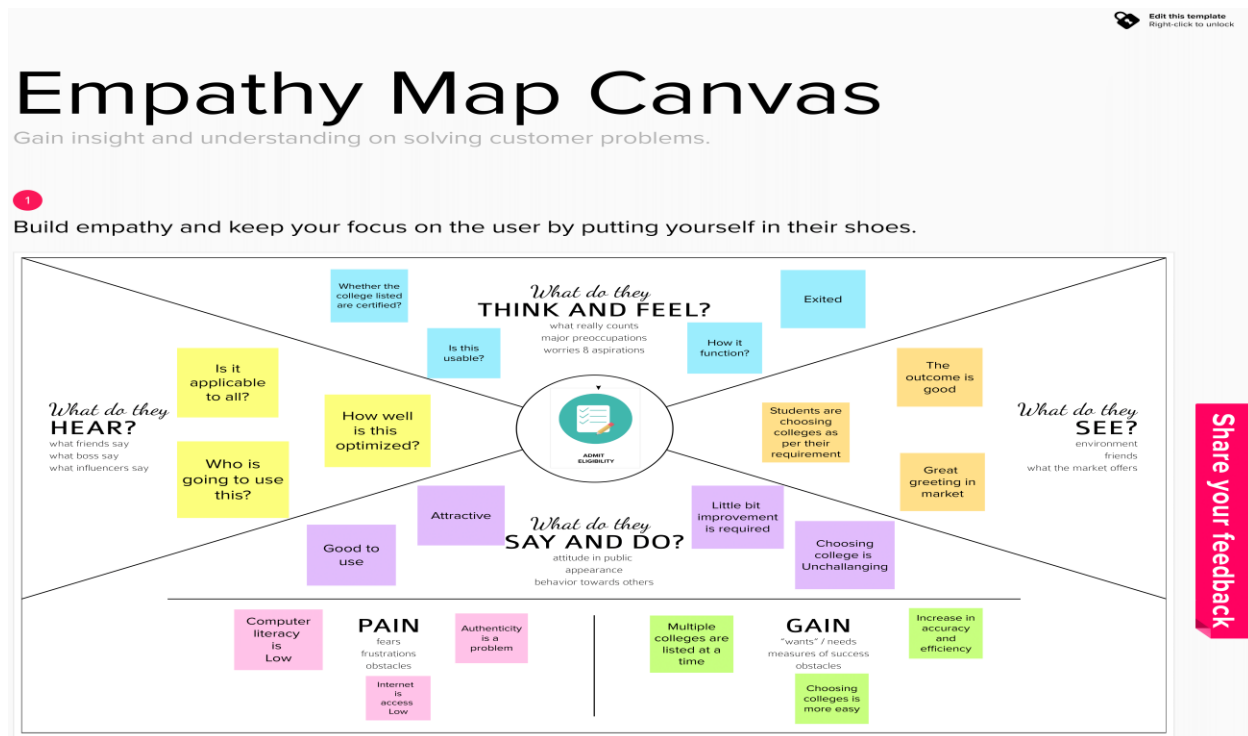 Edit this template
Right-click to unlock
Empathy Map Canvas
Gain insight and understanding on solving customer problems.
1
Build empathy and keep your focus on the user by putting yourself in their shoes.
What do they
THINK AND FEEL?
what really counts
major preoccupations
worries & aspirations
Whether the
college listed
are certified?
Is this
usable?
How it
function?
Exited
What do they
HEAR?
what friends say
what boss say
what influencers say
Is it
applicable
to all?
How well
is this
optimized?
Who is
going to use
this?
ADMIT
ELIGIBILITY
What do they
SEE?
environment
friends
what the market offers
The
outcome is
good
Students are
choosing
colleges as
per their
requirement
Great
greeting in
market
What do they
SAY AND DO?
attitude in public
appearance
behavior towards others
Attractive
Good to
use
Little bit
improvement
is required
Choosing
college is
Unchallanging
PAIN
fears
frustrations
obstacles
Computer
literacy
is
Low
Authenticity
is a
problem
Internet
is
access
Low
GAIN
"wants" / needs
measures of success
obstacles
Multiple
colleges are
listed at a
time
Increase in
accuracy
and
efficiency
Choosing
colleges is
more easy
Share your feedback